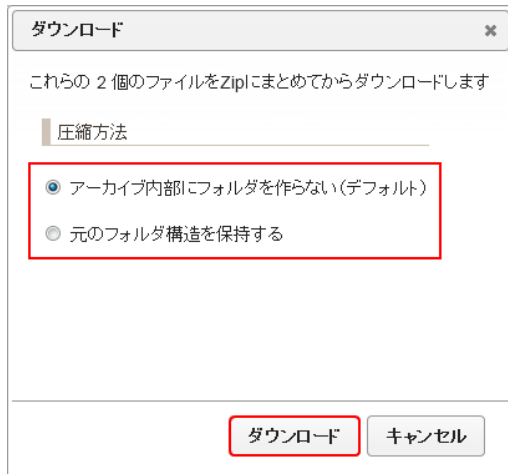 ダウンロード
これらの 2 個のファイルをZipにまとめてからダウンロードします
圧縮方法
アーカイブ内部にフォルダを作らない(デフォルト)
元のフォルダ構造を保持する
ダウンロード キャンセル